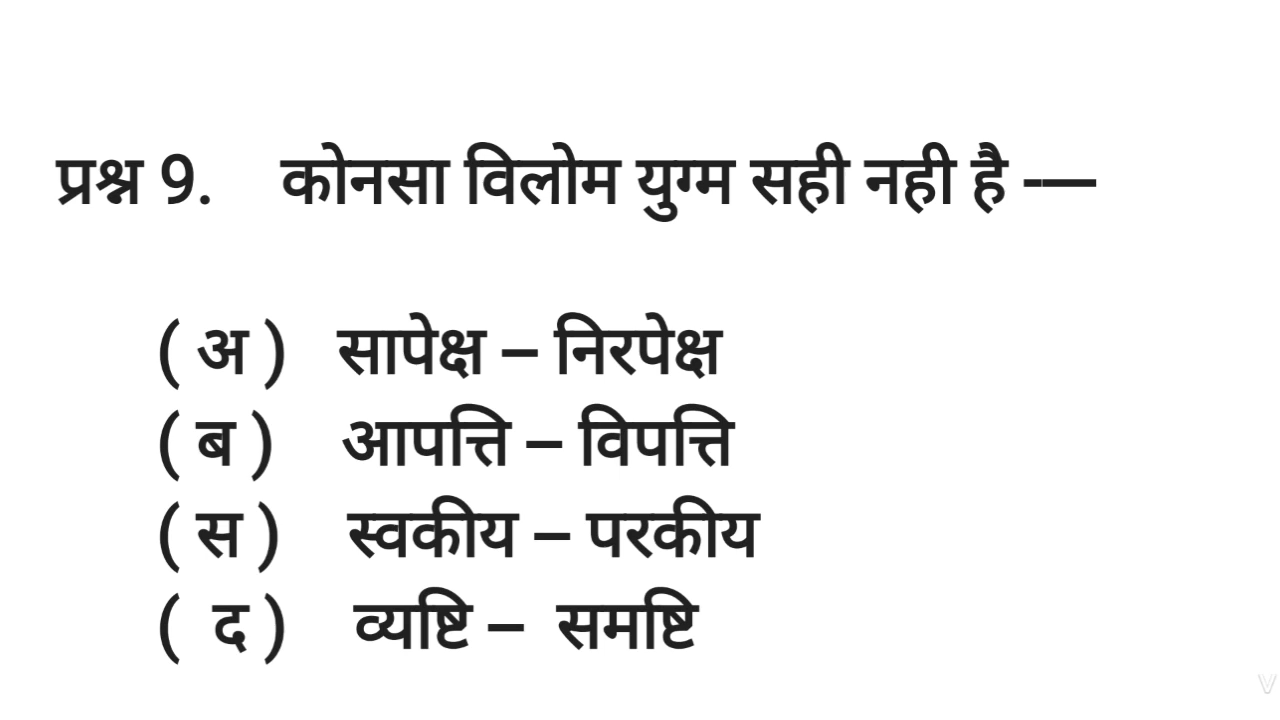 प्रश्न 9. कोनसा विलोम युग्म सही नही है -—
( अ ) सापेक्ष – निरपेक्ष
( ब ) आपत्ति – विपत्ति
( स ) स्वकीय – परकीय
( द ) व्यष्टि – समष्टि
V